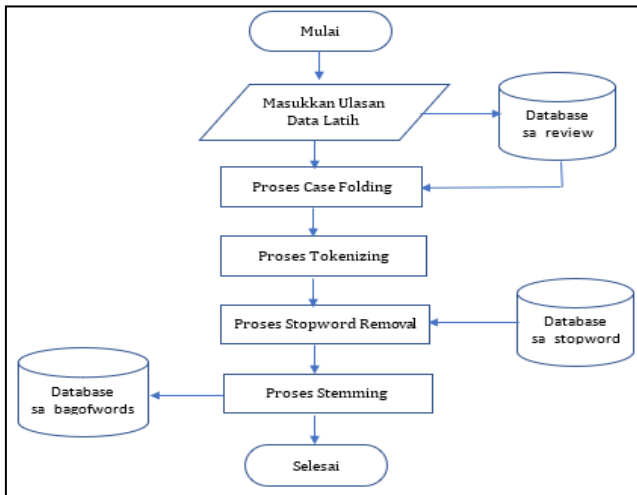 Mulai
Masukkan Ulasan
Data Latih
Database
sa review
Proses Case Folding
Proses Tokenizing
Proses Stopword Removal
Database
sa stopword
Proses Stemming
Database
sa bagofwords
Selesai